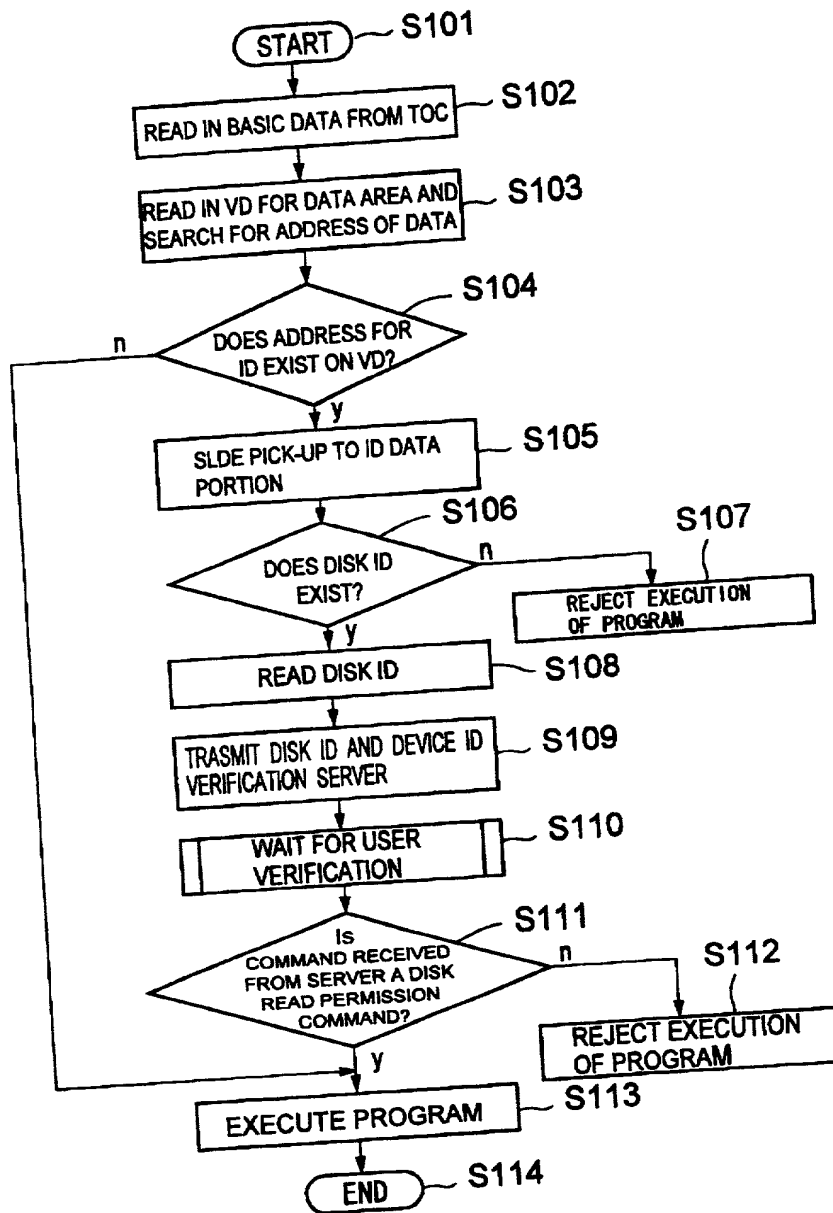 START
S101
READ IN BASIC DATA FROM TOC
S102
READ IN VD FOR DATA AREA AND
SEARCH FOR ADDRESS OF DATA
S103
S104
DOES ADDRESS FOR
ID EXIST ON VD?
n
y
SLDE PICK-UP TO ID DATA
PORTION
S105
S106
DOES DISK ID
EXIST?
n
y
S107
REJECT EXECUTION
OF PROGRAM
READ DISK ID
S108
TRASMIT DISK ID AND DEVICE ID
VERIFICATION SERVER
S109
WAIT FOR USER
VERIFICATION
S110
S111
Is
COMMAND RECEIVED
FROM SERVER A DISK
READ PERMISSION
COMMAND?
n
y
S112
REJECT EXECUTION
OF PROGRAM
EXECUTE PROGRAM
S113
END
S114